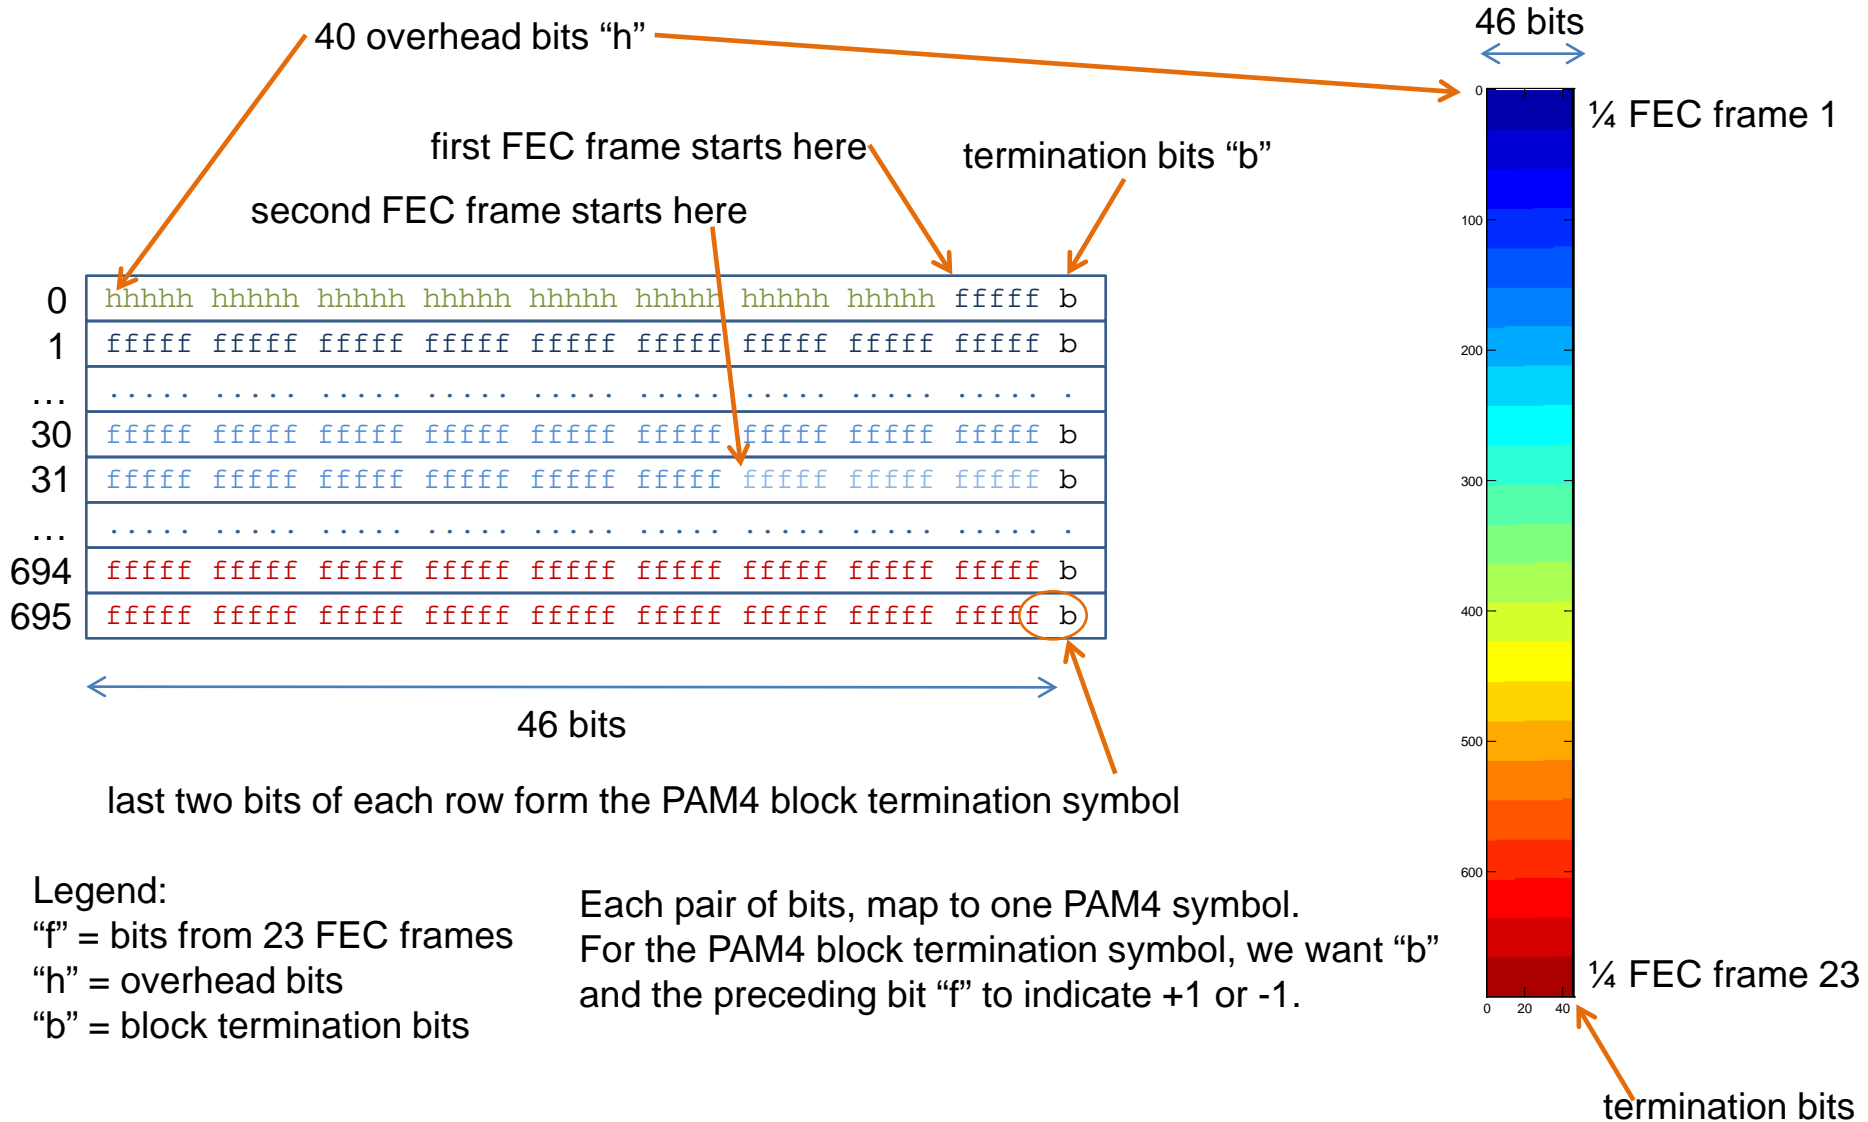 40 overhead bits “h”
46 bits
first FEC frame starts here
termination bits “b”
second FEC frame starts here
0 hhhhh hhhhh hhhhh hhhhh hhhhh hhhhh hhhhh hhhhh fffff b
1 fffff fffff fffff fffff fffff fffff fffff fffff fffff b
... ..... ..... ..... ..... ..... ..... ..... ..... ..... .
30 fffff fffff fffff fffff fffff fffff fffff fffff fffff b
31 fffff fffff fffff fffff fffff fffff fffff fffff fffff b
... ..... ..... ..... ..... ..... ..... ..... ..... ..... .
694 fffff fffff fffff fffff fffff fffff fffff fffff fffff b
695 fffff fffff fffff fffff fffff fffff fffff fffff fffff b
46 bits
last two bits of each row form the PAM4 block termination symbol
Legend:
“f” = bits from 23 FEC frames
“h” = overhead bits
“b” = block termination bits
Each pair of bits, map to one PAM4 symbol.
For the PAM4 block termination symbol, we want “b”
and the preceding bit “f” to indicate +1 or -1.
0
100
200
300
400
500
600
0 20 40
¼ FEC frame 1
¼ FEC frame 23
termination bits